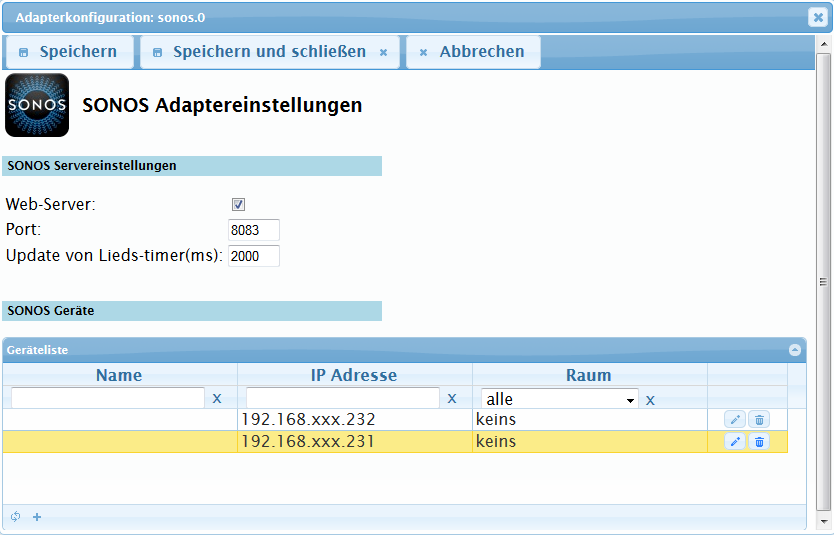 Adapterkonfiguration: sonos.0
Speichern Speichern und schließen Abbrechen
SONOS SONOS Adaptereinstellungen
SONOS Servereinstellungen
Web-Server:
Port: 8083
Update von Lieds-timer(ms): 2000
SONOS Geräte
Geräteliste
Name IP Adresse Raum
x x alle x
192.168.xxx.232 keins
192.168.xxx.231 keins